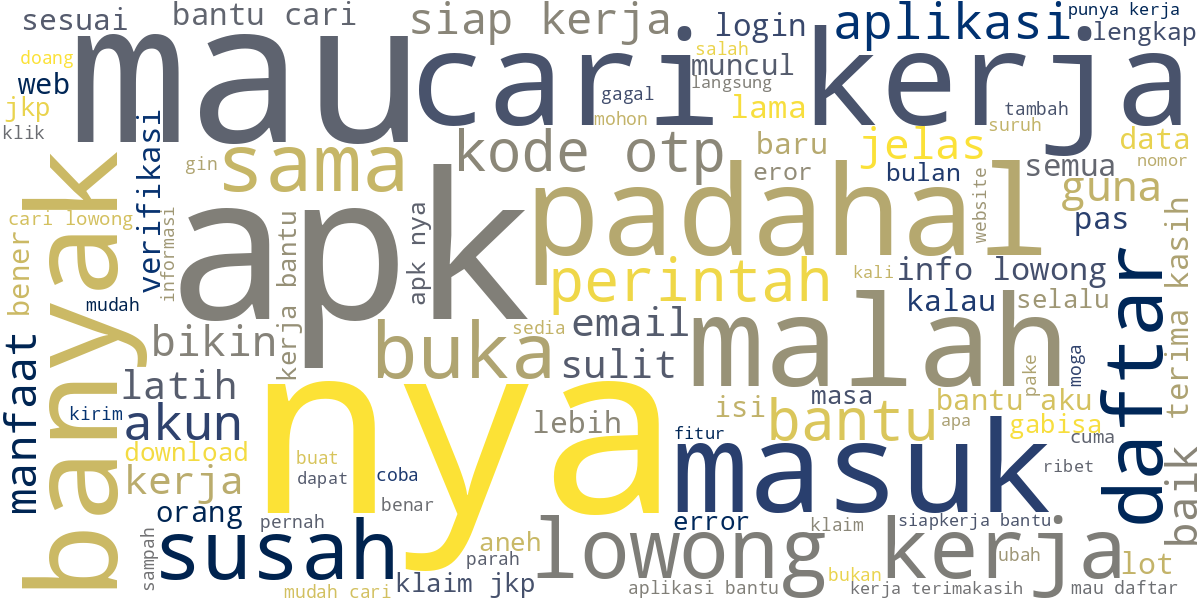 sesuai
bantu cari
siap kerja
login
aplikasi
punya kerja
lengkap
doang
web
mau
cari kerja
salah
muncul
langsung
jkp
klik
gagal
mohon
lama
tambah
suruh
verifikasi
gin
sama
kode otp
baru
jelas
data
nomor
eror
bulan
semua
guna
banyak
apk
padahal
website
pas
cari lowong
informasi
bener
kerja bantu
apk nya
perintah
kali
info lowong
terima kasih
mudah
sedia
email
kalau
selalu
daftar
manfaat
bikin
buka
sulit
malah
pake
moga
latih
nya
lebih
isi
masa
bantu
bantu aku
apa
gabisa
kirim
akun
fitur
masuk
cuma
baik
download
buat
dapat
coba
ribet
kerja
benar
orang
pernah
error
klaim
siapkerja bantu
sampah
susah
aneh
parah
lowong kerja
ubah
lot
mudah cari
klaim jkp
bukan
aplikasi bantu
kerja terimakasih
mau daftar